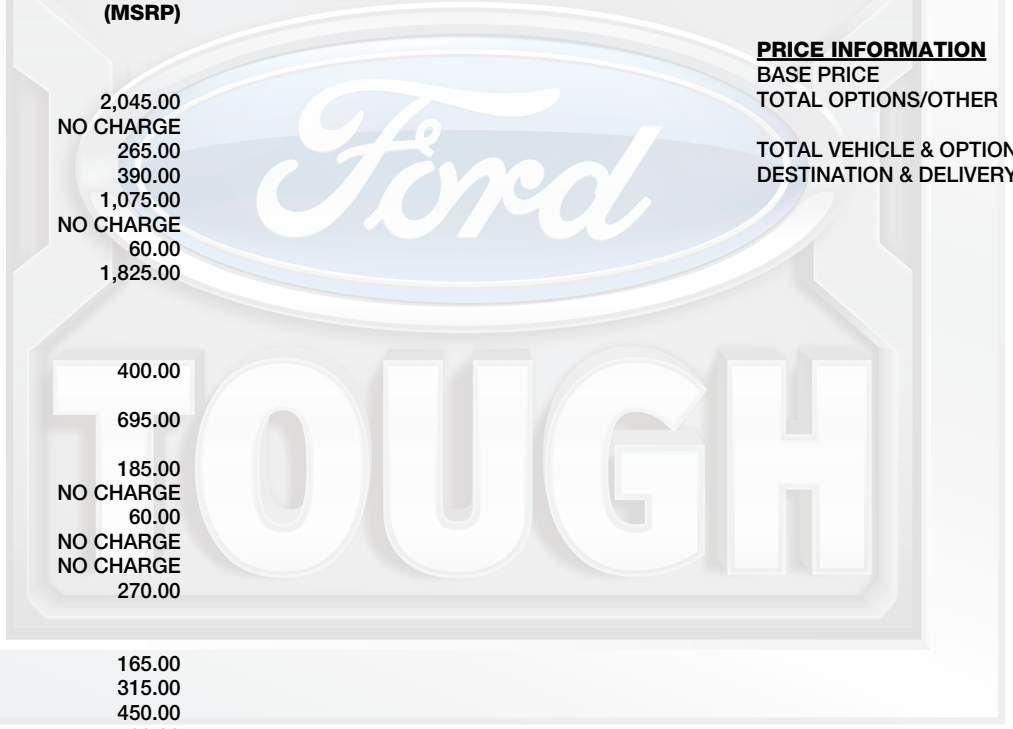 (MSRP)
2,045.00
NO CHARGE
265.00
390.00
1,075.00
NO CHARGE
60.00
1,825.00
400.00
695.00
185.00
NO CHARGE
60.00
NO CHARGE
NO CHARGE
270.00
165.00
315.00
450.00
PRICE INFORMATION
BASE PRICE
TOTAL OPTIONS/OTHER
TOTAL VEHICLE & OPTION
DESTINATION & DELIVERY
Ford
TOUGH